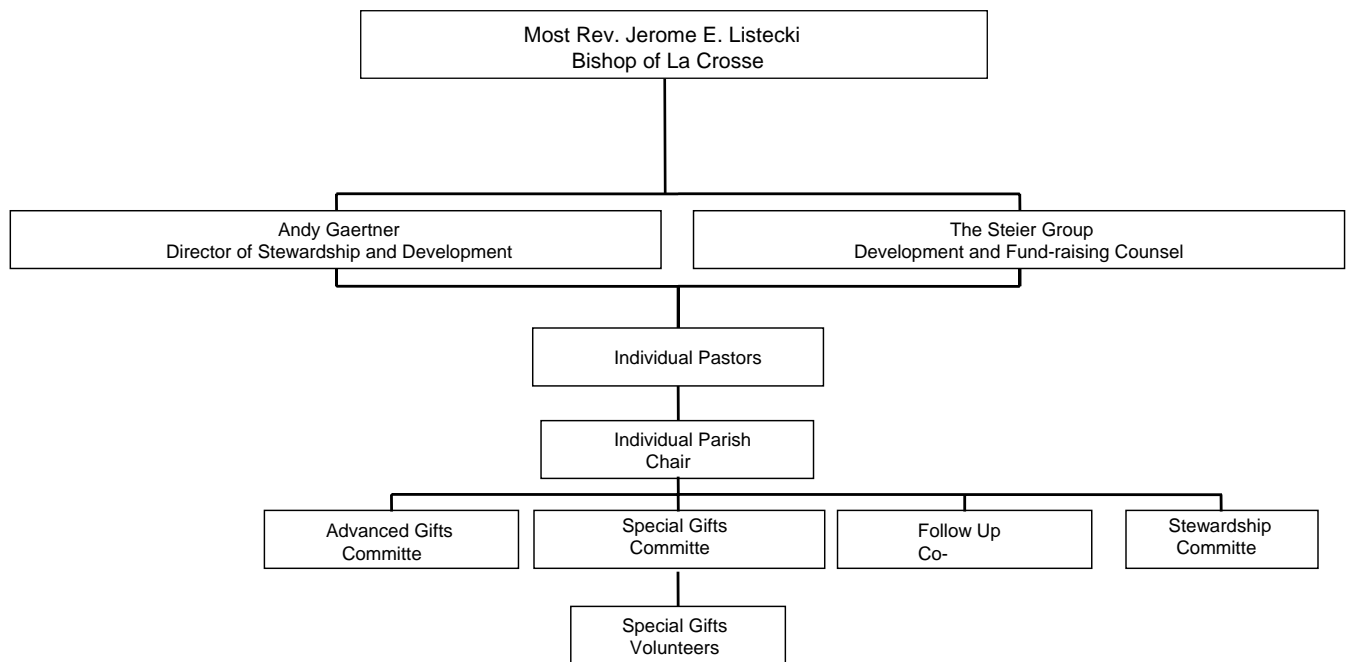 Most Rev. Jerome E. Listecki
Bishop of La Crosse
Andy Gaertner
Director of Stewardship and Development
The Steier Group
Development and Fund-raising Counsel
Individual Pastors
Individual Parish
Chair
Advanced Gifts
Committe
Special Gifts
Committe
Follow Up
Co-
Stewardship
Committe
Special Gifts
Volunteers